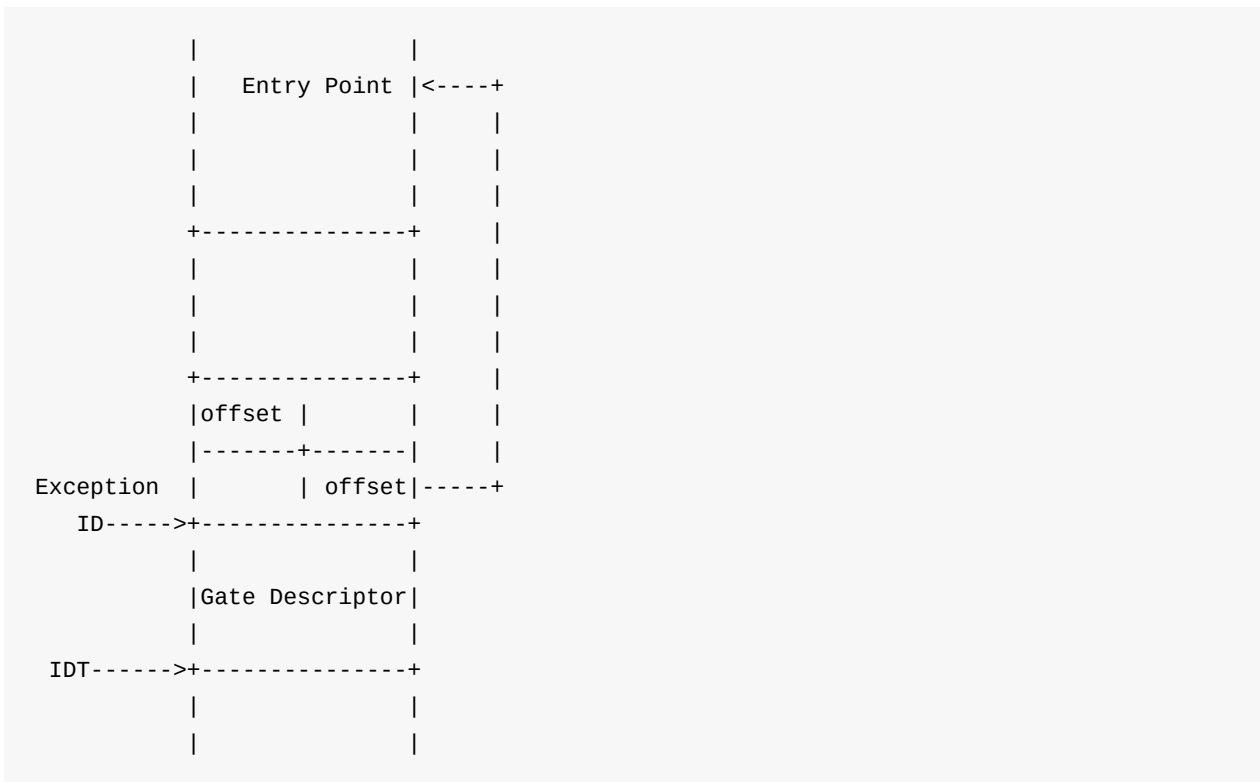 |               |
|   Entry Point |<----+
|               |     |
|               |     |
|               |     |
+---------------+     |
|               |     |
|               |     |
|               |     |
+---------------+     |
|offset |       |     |
|-------+-------|     |
Exception  |       | offset|-----+
ID----->+---------------+
|               |
|Gate Descriptor|
|               |
IDT------>+---------------+
|               |
|               |